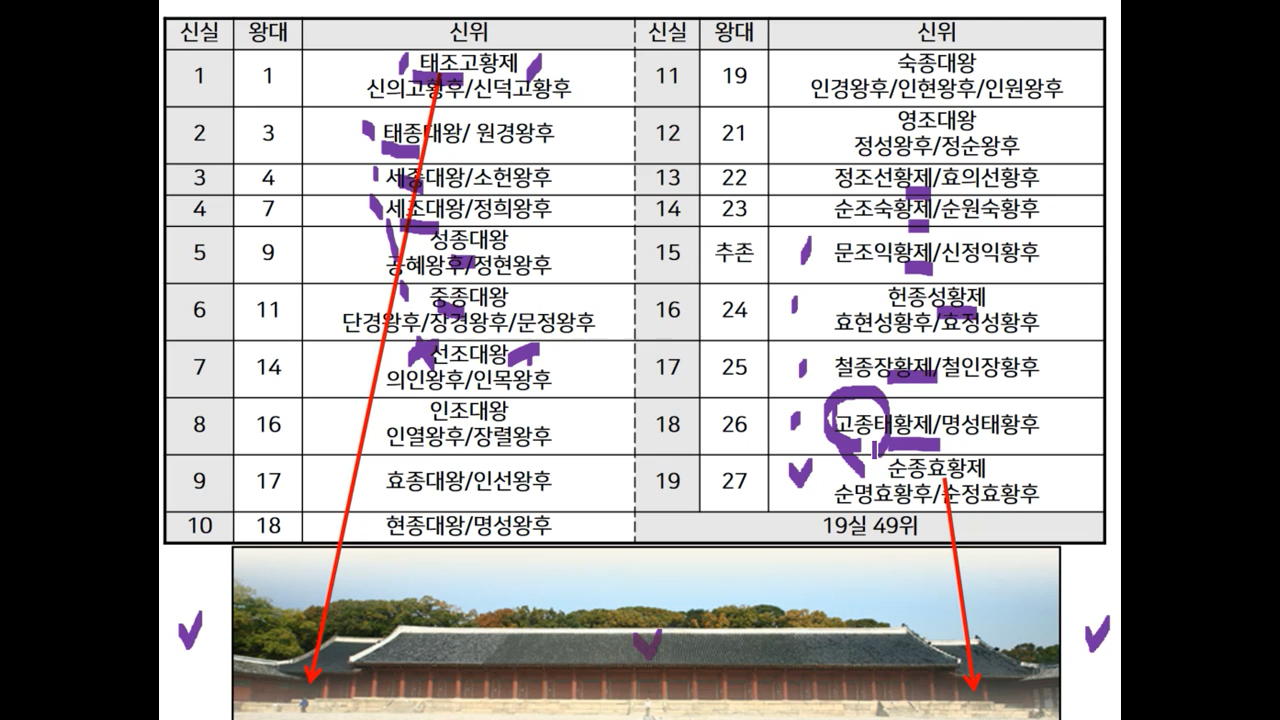 신실 왕대 신위 신실 왕대 신위
1 1 태조고황제 11 19 숙종대왕
신의고황후/신덕고황후 인경왕후/인현왕후/인원왕후
2 3 태종대왕/ 원경왕후 12 21 영조대왕
정성왕후/정순왕후
3 4 세종대왕/소헌왕후 13 22 정조선황제/효의선황후
4 7 세조대왕/정희왕후 14 23 순조숙황제/순원숙황후
5 9 성종대왕 15 추존 문조익황제/신정익황후
공혜왕후/정현왕후
6 11 중종대왕 16 24 헌종성황제
단경왕후/장경왕후/문정왕후 효현성황후/효정성황후
7 14 선조대왕 17 25 철종장황제/철인장황후
의인왕후/인목왕후
8 16 인조대왕 18 26 고종태황제/명성태황후
인열왕후/장렬왕후
9 17 효종대왕/인선왕후 19 27 순종효황제
순명효황후/순정효황후
10 18 현종대왕/명성왕후 19실 49위